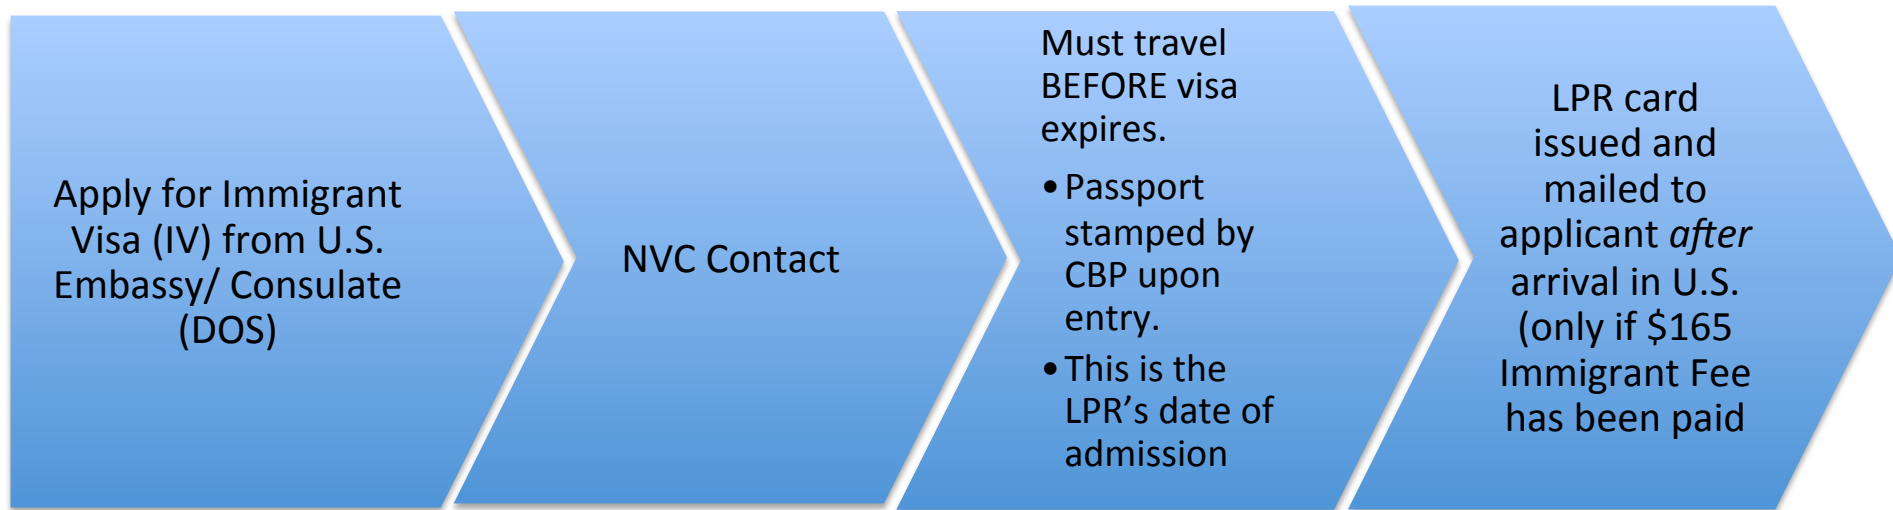 Apply for Immigrant
Visa (IV) from U.S.
Embassy/ Consulate
(DOS)
NVC Contact
Must travel
BEFORE visa
expires.
•Passport
stamped by
CBP upon
entry.
•This is the
LPR’s date of
admission
LPR card
issued and
mailed to
applicant after
arrival in U.S.
(only if $165
Immigrant Fee
has been paid